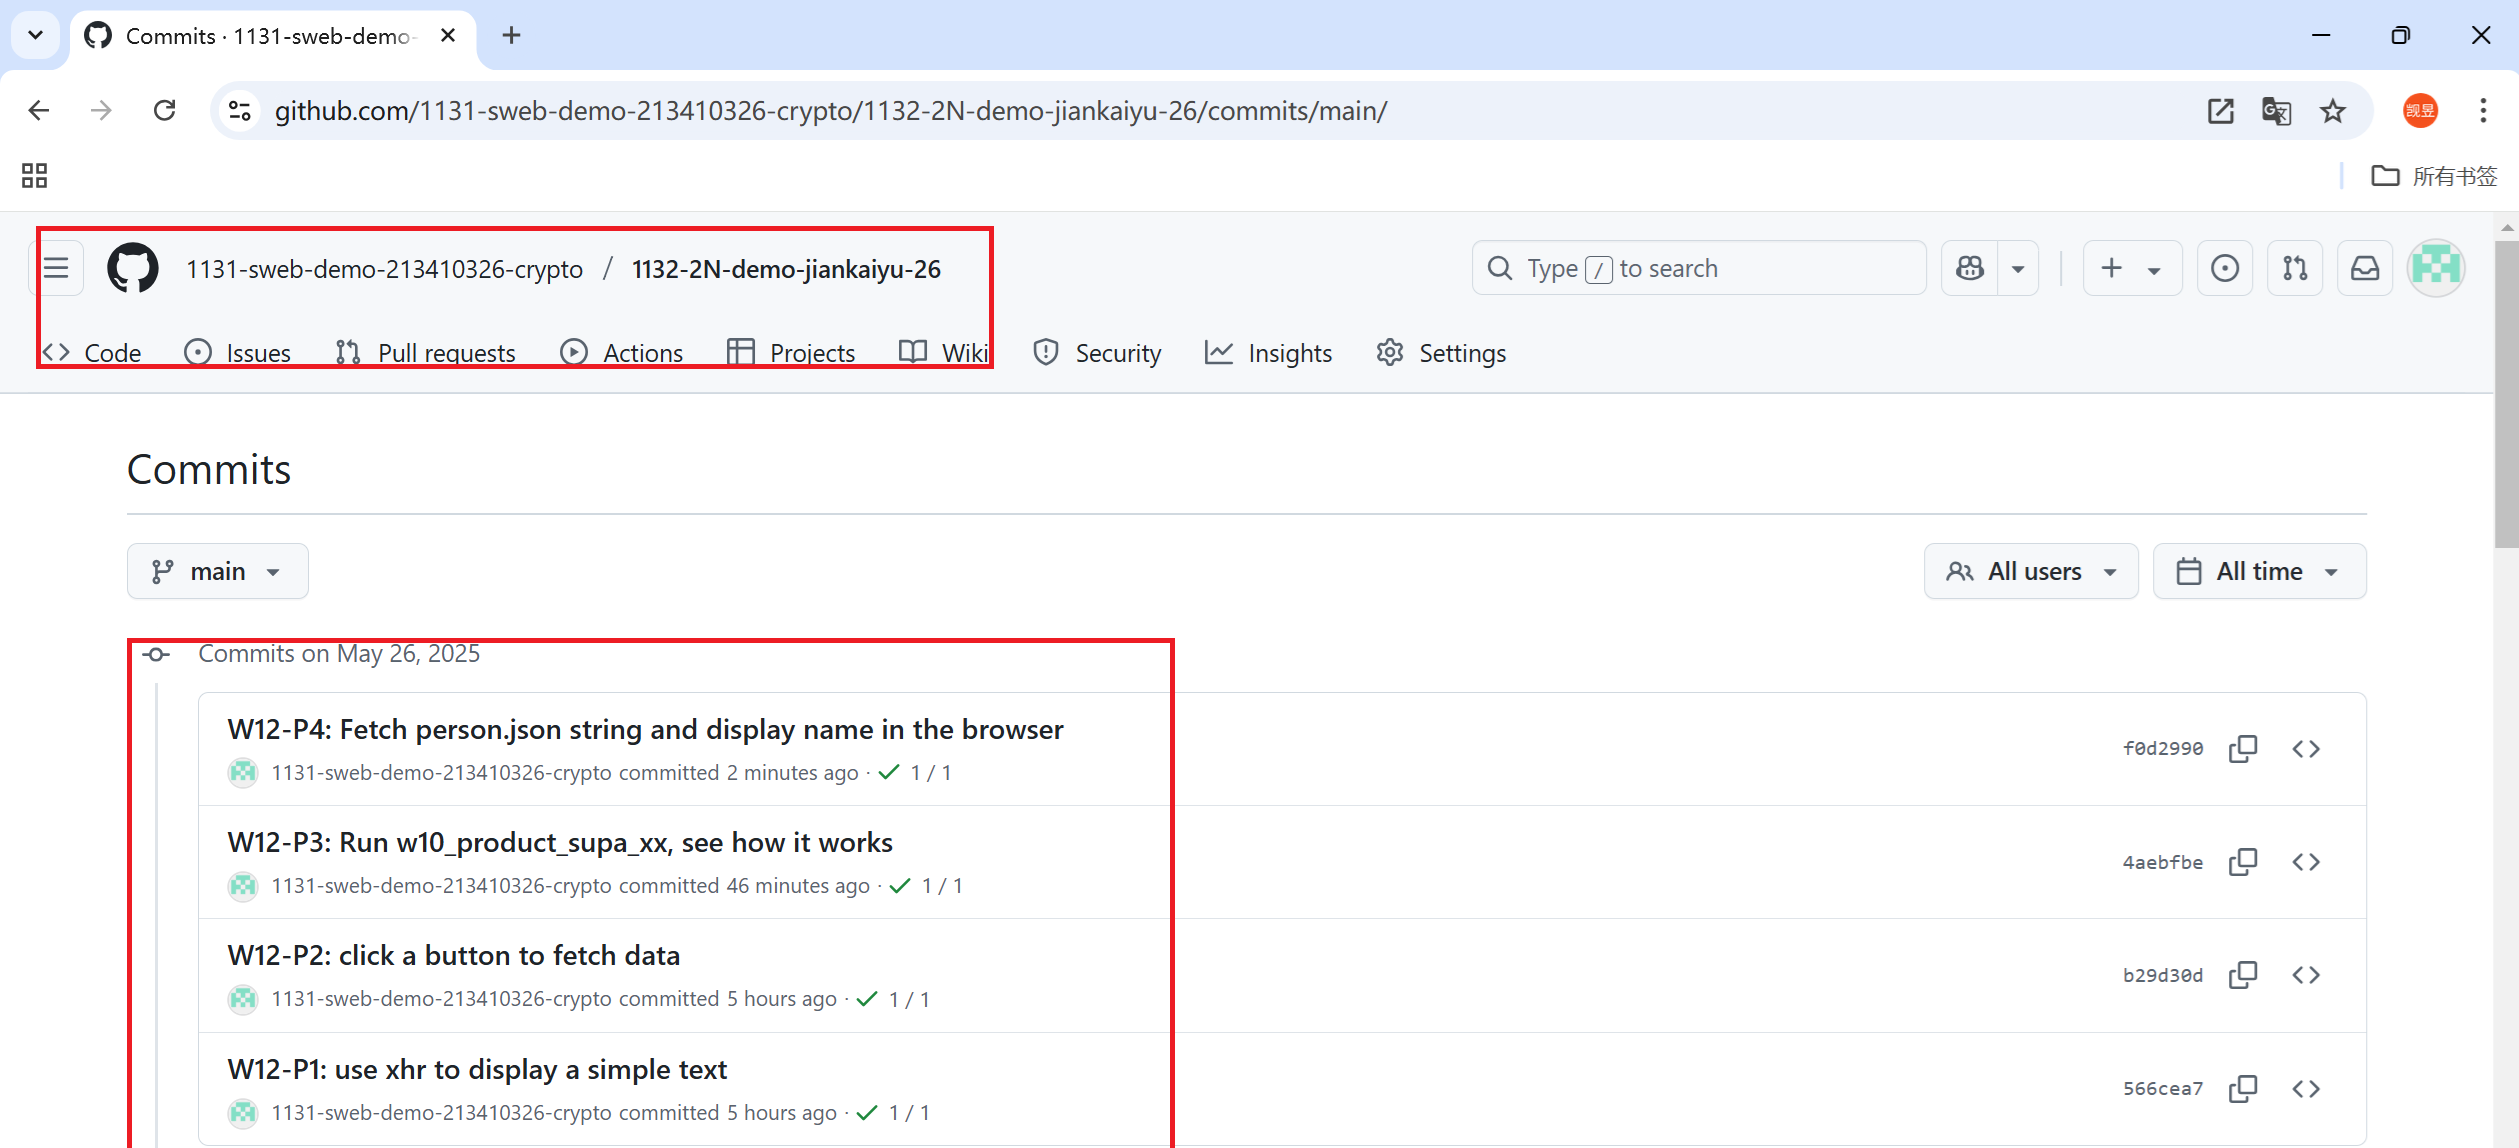 Commits · 1131-sweb-demo-
github.com/1131-sweb-demo-213410326-crypto/1132-2N-demo-jiankaiyu-26/commits/main/
觊昱
所有书签
1131-sweb-demo-213410326-crypto / 1132-2N-demo-jiankaiyu-26
Type / to search
Code Issues Pull requests Actions Projects Wiki Security Insights Settings
Commits
main All users All time
Commits on May 26, 2025
W12-P4: Fetch person.json string and display name in the browser
1131-sweb-demo-213410326-crypto committed 2 minutes ago · 1 / 1
f0d2990
W12-P3: Run w10_product_supa_xx, see how it works
1131-sweb-demo-213410326-crypto committed 46 minutes ago · 1 / 1
4aebfbe
W12-P2: click a button to fetch data
1131-sweb-demo-213410326-crypto committed 5 hours ago · 1 / 1
b29d30d
W12-P1: use xhr to display a simple text
1131-sweb-demo-213410326-crypto committed 5 hours ago · 1 / 1
566cea7